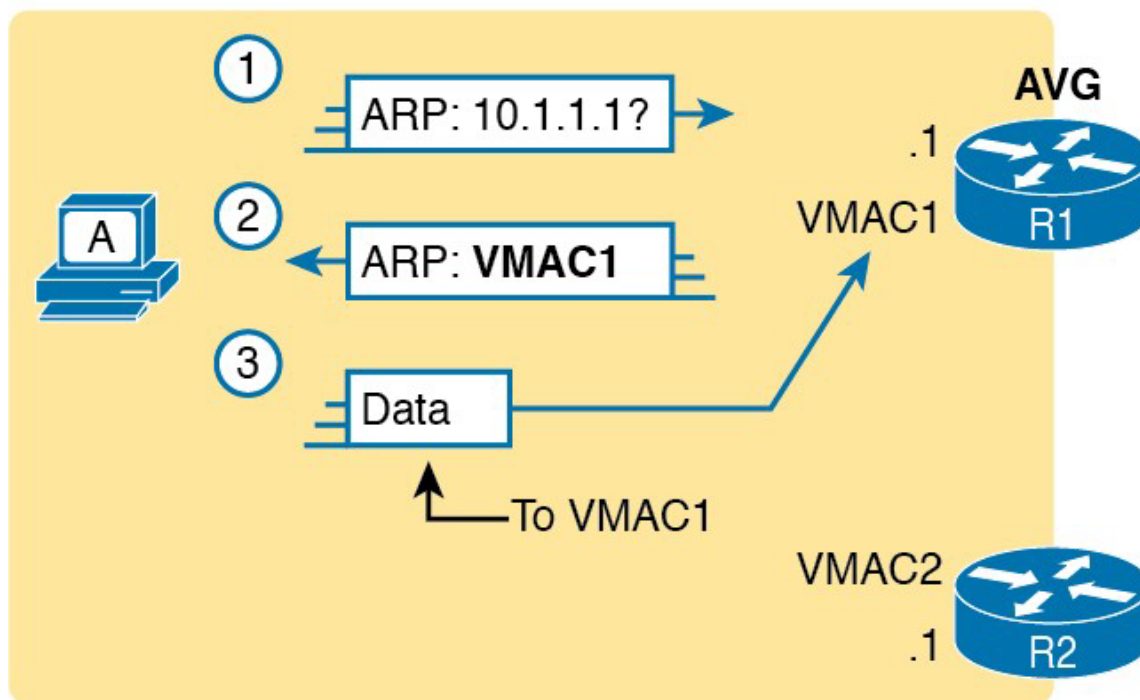 1
ARP: 10.1.1.1?
AVG
.1
R1
VMAC1
A
2
ARP: VMAC1
3
Data
To VMAC1
VMAC2
.1
R2